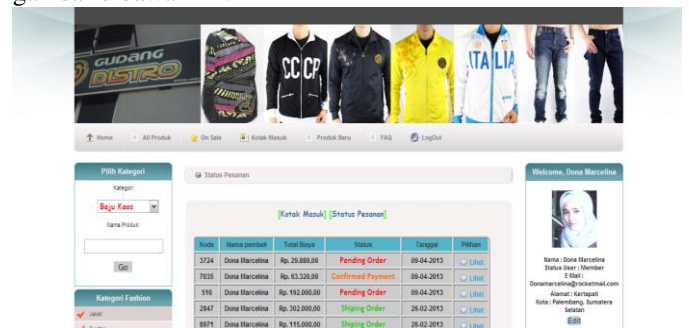 GUDANG
DISTRO
CCCP
ITALIA
Home All Produk On Sale Kotak Masuk Produk Baru FAQ LogOut
Pilih Kategori
Kategori
Baju Kaos
Nama Produk:
Go
Kategori Fashion
Jaket
Status Pesanan
[Kotak Masuk] [Status Pesanan]
Kode Nama pembeli Total Biaya Status Tanggal Pilihan
3724 Dona Marcelina Rp. 29.880,00 Pending Order 09-04-2013 Lihat
7035 Dona Marcelina Rp. 63.320,00 Confirmed Payment 09-04-2013 Lihat
516 Dona Marcelina Rp. 192.000,00 Pending Order 09-04-2013 Lihat
2847 Dona Marcelina Rp. 302.000,00 Shiping Order 26-02-2013 Lihat
8971 Dona Marcelina Rp. 115.000,00 Shiping Order 26-02-2013 Lihat
Welcome, Dona Marcelina
Nama : Dona Marcelina
Status User : Member
E Mail :
Donamarcelina@rocketmail.com
Alamat : Kertapati
Kota : Palembang, Sumatera
Selatan
Edit